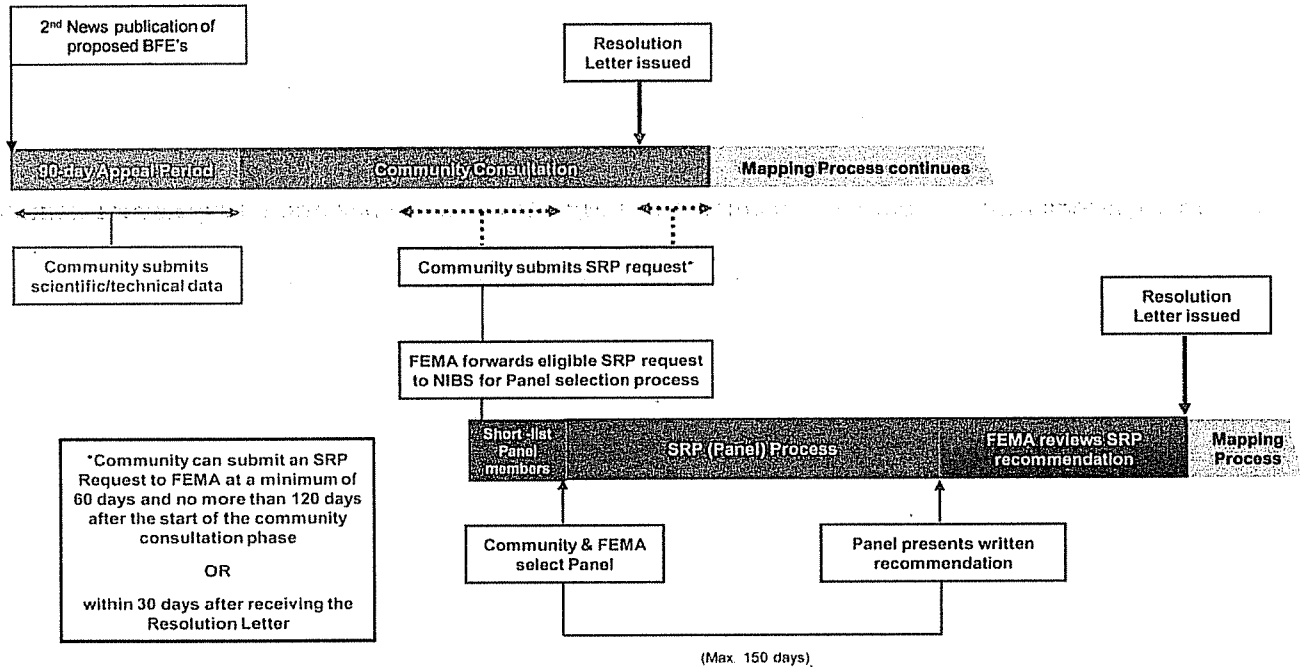 2nd News publication of
proposed BFE's
Resolution
Letter issued
90-day Appeal Period
Community Consultation
Mapping Process continues
Community submits
scientific/technical data
Community submits SRP request*
Resolution
Letter issued
FEMA forwards eligible SRP request
to NIBS for Panel selection process
Short-list
Panel
members
SRP (Panel) Process
FEMA reviews SRP
recommendation
Mapping
Process
*Community can submit an SRP
Request to FEMA at a minimum of
60 days and no more than 120 days
after the start of the community
consultation phase
OR
within 30 days after receiving the
Resolution Letter
Community & FEMA
select Panel
Panel presents written
recommendation
(Max. 150 days)